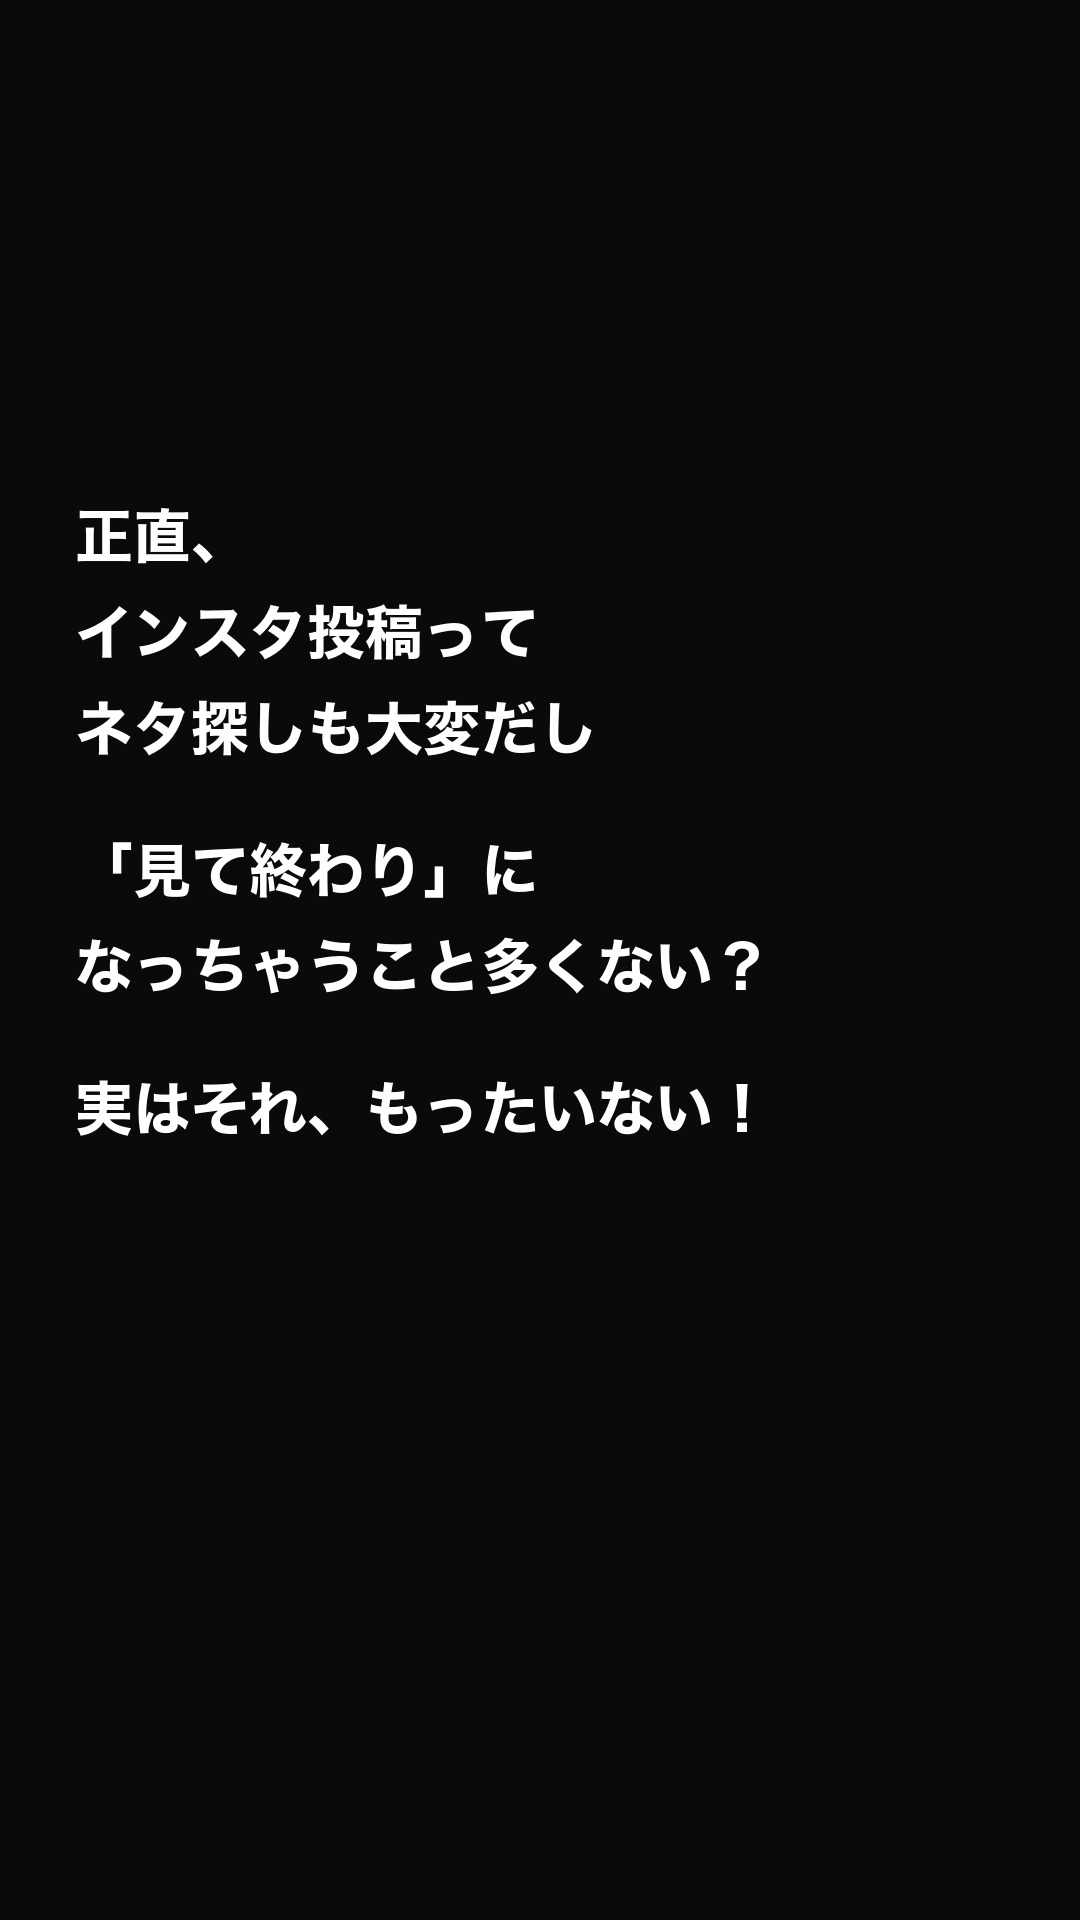 正直、
インスタ投稿って
ネタ探しも大変だし
「見て終わり」に
なっちゃうこと多くない？
実はそれ、もったいない！